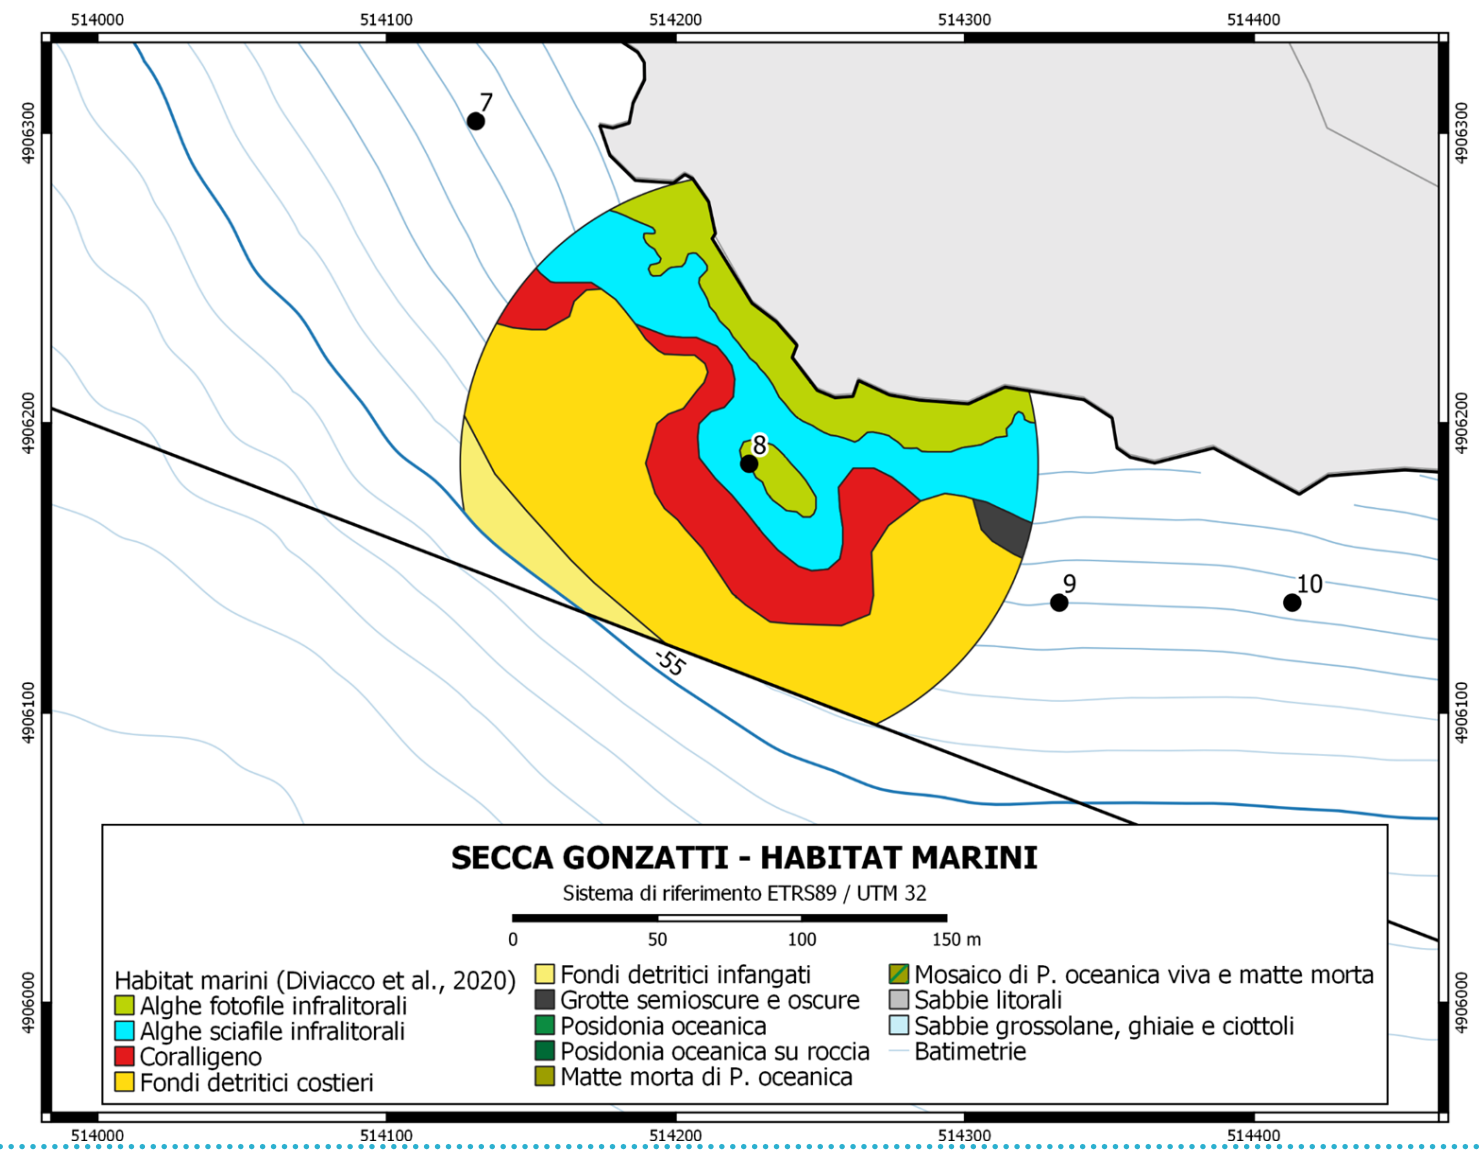 514000 514100 514200 514300 514400
4906300 4906300
7
4906200 4906200
8
9 10
-55
4906100 4906100
SECCA GONZATTI - HABITAT MARINI
Sistema di riferimento ETRS89 / UTM 32
0 50 100 150 m
Habitat marini (Diviacco et al., 2020)
Alghe fotofile infralitorali
Alghe sciafile infralitorali
Coralligeno
Fondi detritici costieri
Fondi detritici infangati
Grotte semioscure e oscure
Posidonia oceanica
Posidonia oceanica su roccia
Matte morta di P. oceanica
Mosaico di P. oceanica viva e matte morta
Sabbie litorali
Sabbie grossolane, ghiaie e ciottoli
Batimetrie
4906000 4906000
514000 514100 514200 514300 514400